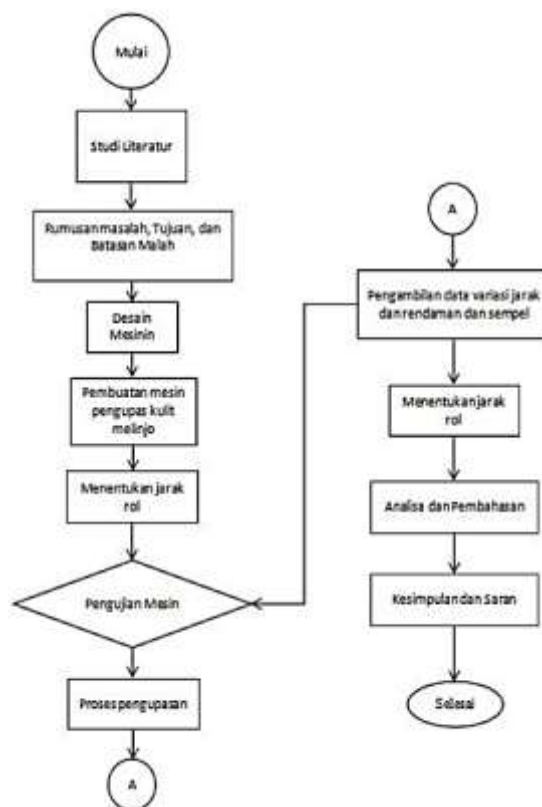 Mulai
Studi Literatur
Rumusan masalah, Tujuan, dan
Batasan Malah
Desain
Mesinin
Pembuatan mesin
pengupas kulit
melinjo
Menentukan jarak
rol
Pengujian Mesin
Proses pengupasan
A
A
Pengambilan data variasi jarak
dan rendaman dan sempel
Menentukan jarak
rol
Analisa dan Pembahasan
Kesimpulan dan Saran
Selesai